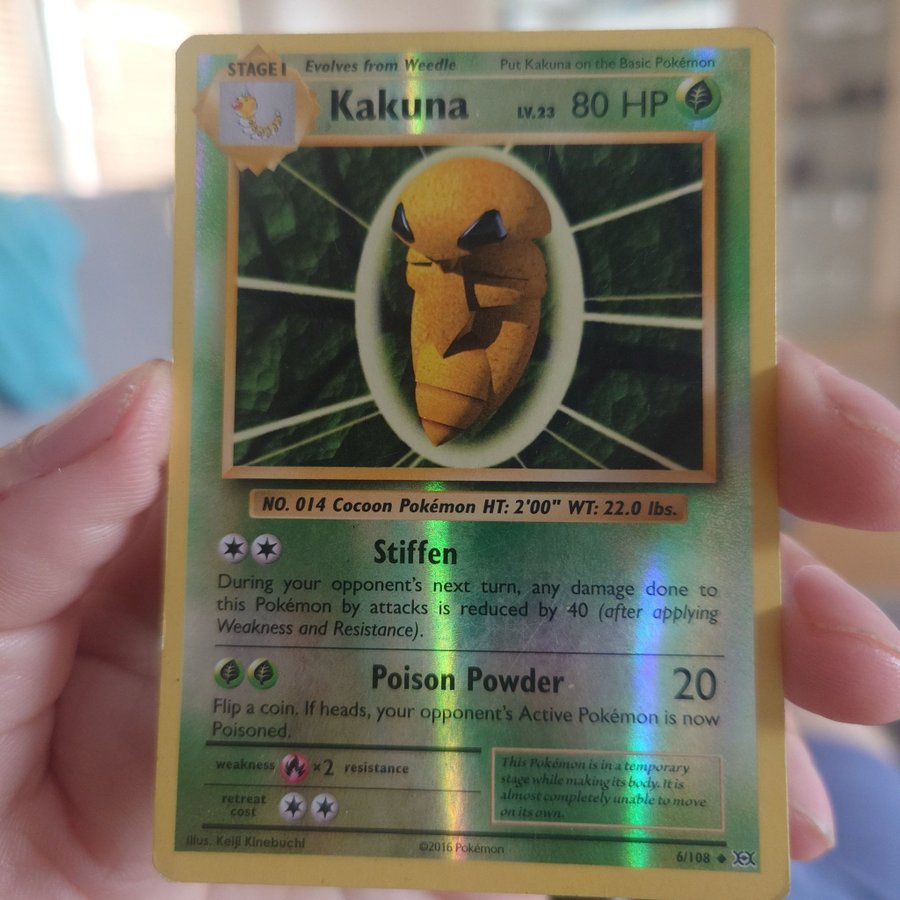 STAGE 1 Evolves from Weedle Put Kakuna on the Basic Pokémon
Kakuna LV.23 80 HP
NO. 014 Cocoon Pokémon HT: 2'00" WT: 22.0 lbs.
Stiffen
During your opponent's next turn, any damage done to
this Pokémon by attacks is reduced by 40 (after applying
Weakness and Resistance).
Poison Powder 20
Flip a coin. If heads, your opponent's Active Pokémon is now
Poisoned.
weakness ×2 resistance
retreat
cost
This Pokémon is in a temporary
stage while making its body. It is
almost completely unable to move
on its own.
Illus. Keiji Kinebuchi ©2016 Pokémon 6/108